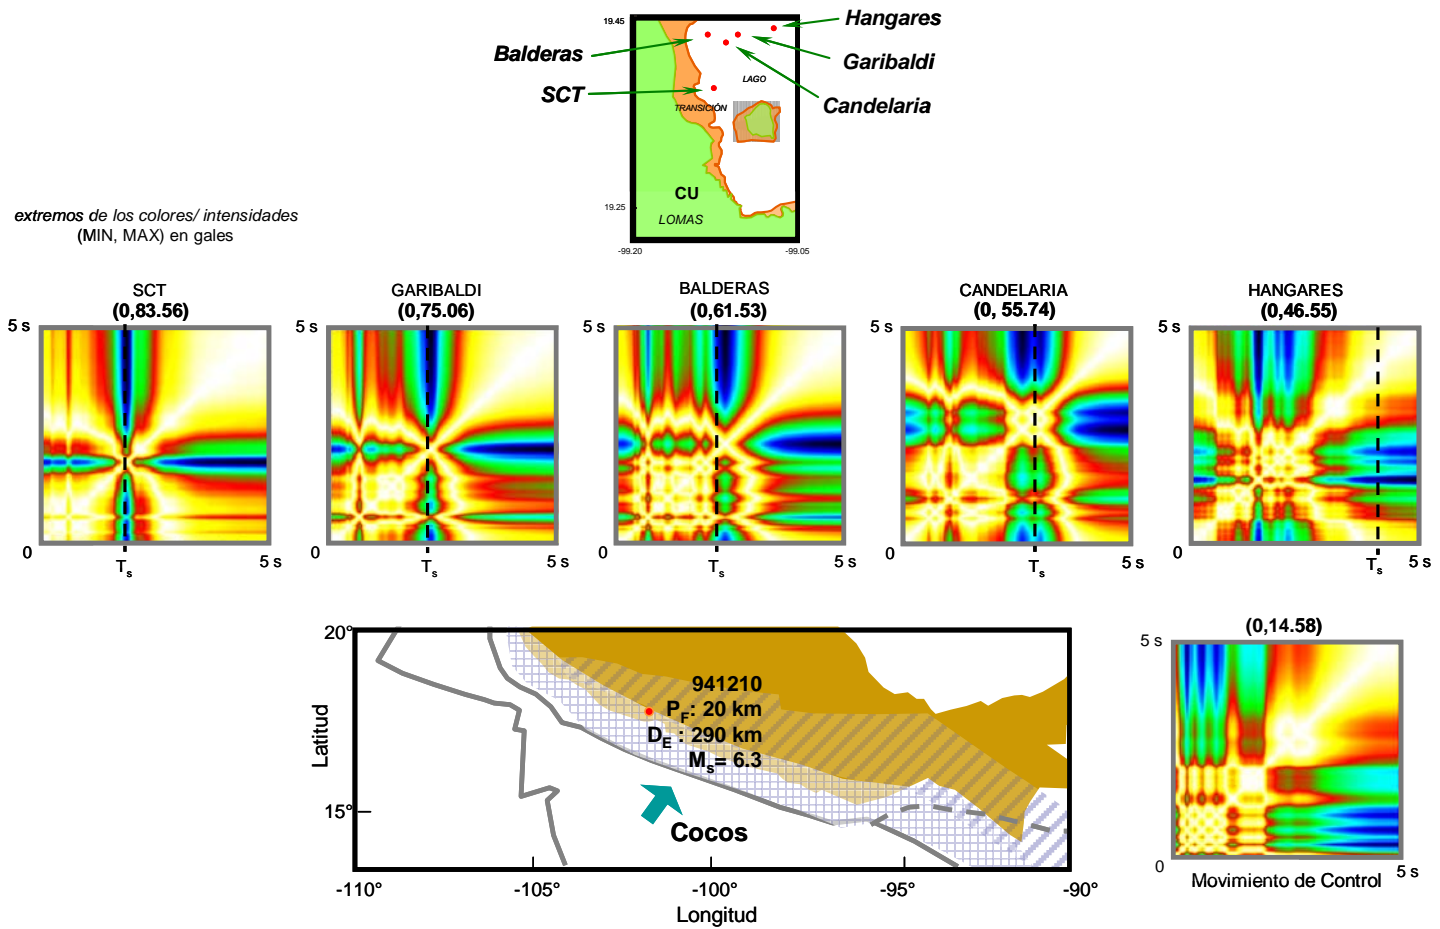 19.45
Hangares
Balderas
Garibaldi
LAGO
SCT
TRANSICIÓN
Candelaria
CU
19.25
LOMAS
-99.20
-99.05
extremos de los colores/ intensidades
(MIN, MAX) en gales
SCT
(0,83.56)
5 s
0
Ts
5 s
GARIBALDI
(0,75.06)
5 s
0
Ts
5 s
BALDERAS
(0,61.53)
5 s
0
Ts
5 s
CANDELARIA
(0, 55.74)
5 s
0
Ts
5 s
HANGARES
(0,46.55)
5 s
0
Ts
5 s
20°
941210
PF: 20 km
DE : 290 km
Ms= 6.3
Latitud
15°
Cocos
-110°
-105°
-100°
-95°
-90°
Longitud
(0,14.58)
5 s
0
5 s
Movimiento de Control